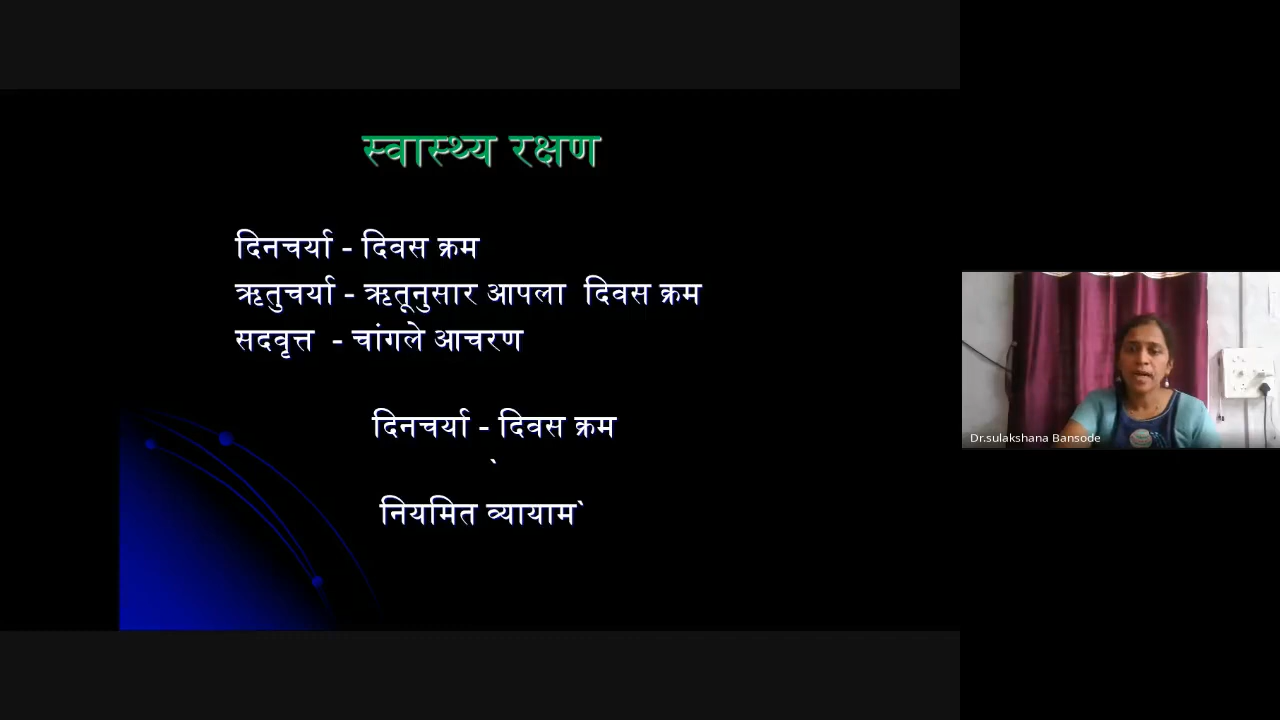 स्वास्थ्य रक्षण
दिनचर्या - दिवस क्रम
ऋतुचर्या - ऋतूनुसार आपला दिवस क्रम
सदवृत्त - चांगले आचरण
दिनचर्या - दिवस क्रम
`
नियमित व्यायाम`
Dr.sulakshana Bansode